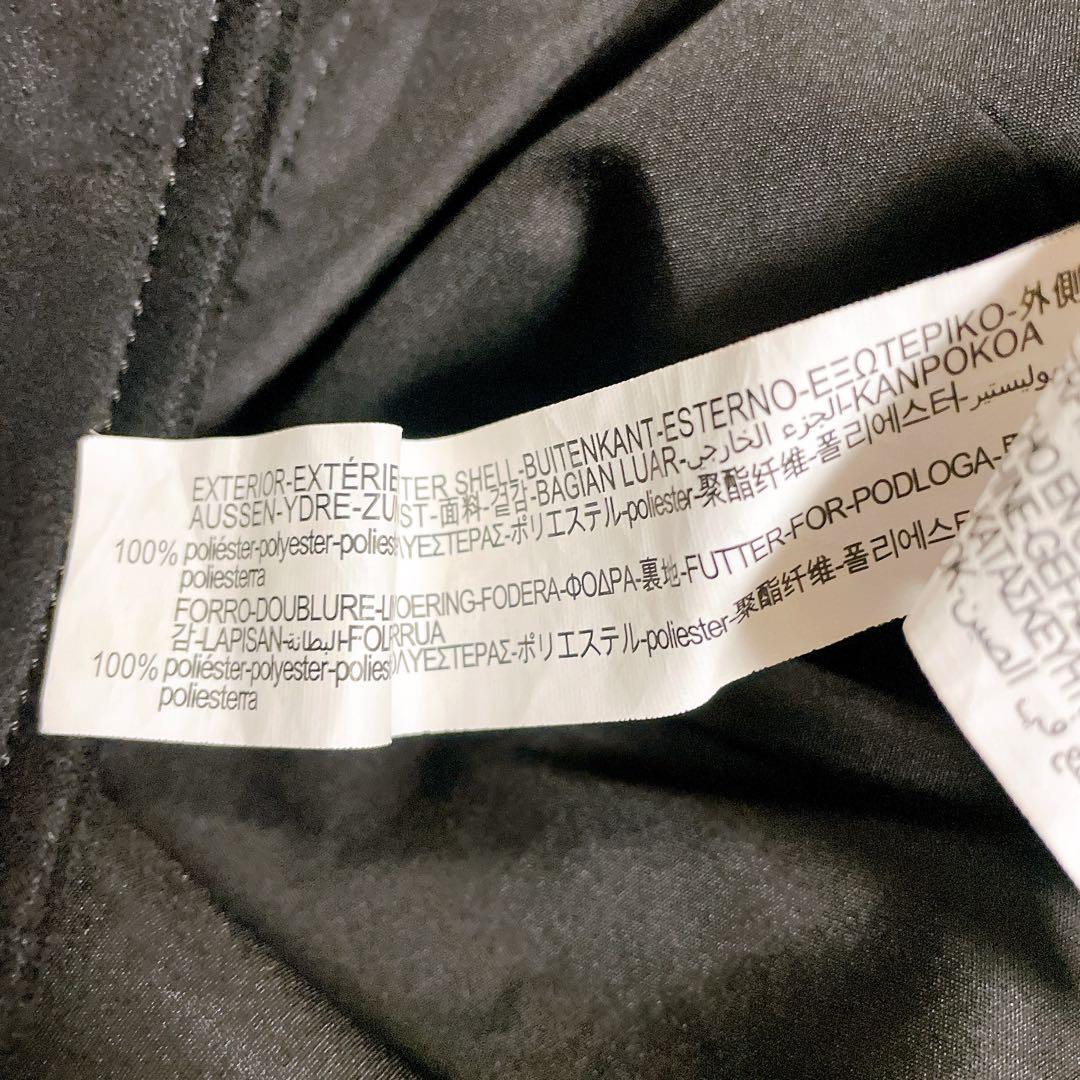 EXTERIOR-EXTÉRIE TER SHELL-BUITENKANT-ESTERNO-ΕΞΩΤΕΡΙΚΟ-外側
AUSSEN-YDRE-ZU ST-面料-겉감-BAGIAN LUAR-الجزء الخارجي-KANPOKOA
100% poliéster-polyester-polies ΛΥΕΣΤΕΡΑΣ-ポリエステル-poliester-聚酯纤维-폴리에스터-بوليستير
poliesterra
FORRO-DOUBLURE-LI OERING-FODERA-ΦΟΔΡΑ-裏地-FUTTER-FOR-PODLOGA-
감-LAPISAN-البطانة-FOURRUA
100% poliéster-polyester-polies ΛΥΕΣΤΕΡΑΣ-ポリエステル-poliester-聚酯纤维-폴리에스
poliesterra